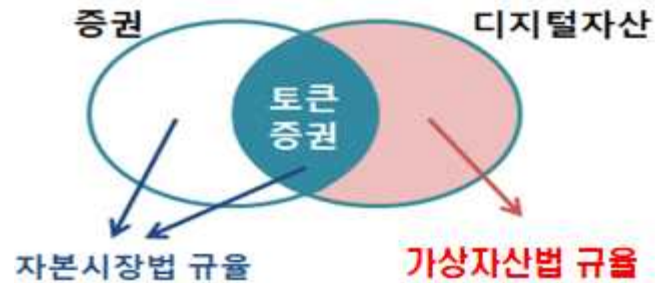 증권
디지털자산
토큰
증권
자본시장법 규율
가상자산법 규율